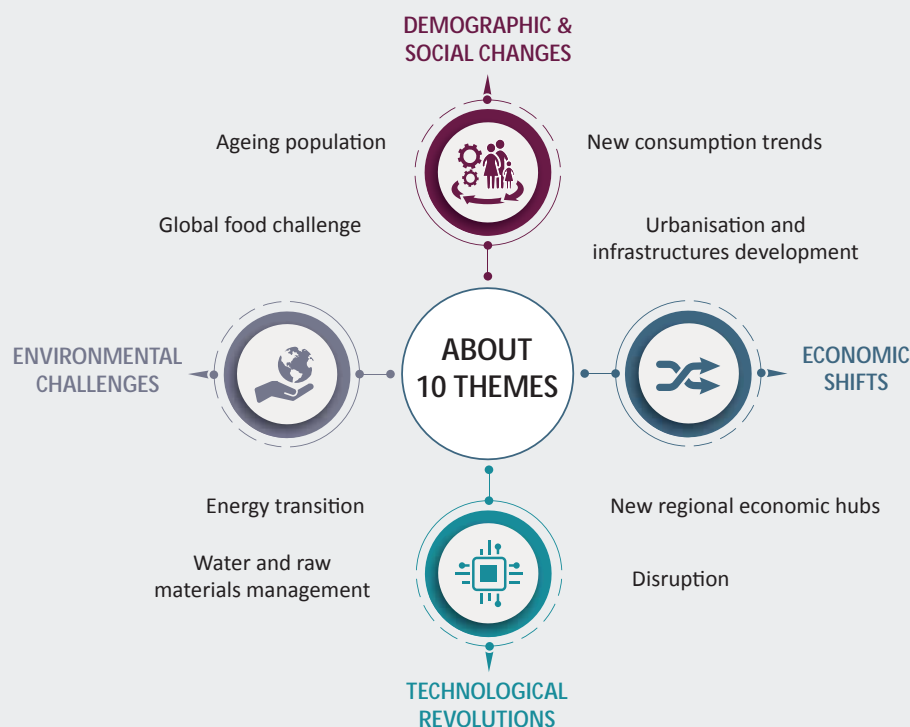 DEMOGRAPHIC &
SOCIAL CHANGES
Ageing population
New consumption trends
Global food challenge
Urbanisation and
infrastructures development
ENVIRONMENTAL
CHALLENGES
ABOUT
10 THEMES
ECONOMIC
SHIFTS
Energy transition
New regional economic hubs
Water and raw
materials management
Disruption
TECHNOLOGICAL
REVOLUTIONS